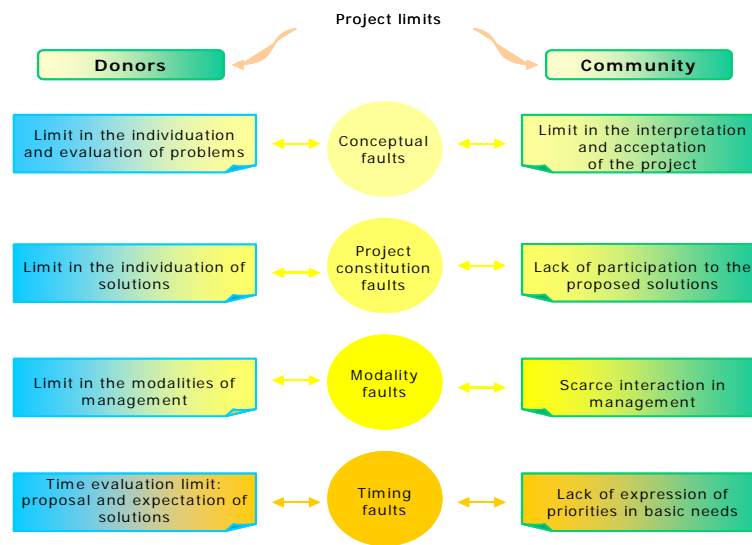 Project limits
Donors
Community
Limit in the individuation
and evaluation of problems
Conceptual
faults
Limit in the interpretation
and acceptation
of the project
Limit in the individuation of
solutions
Project
constitution
faults
Lack of participation to the
proposed solutions
Limit in the modalities of
management
Modality
faults
Scarce interaction in
management
Time evaluation limit:
proposal and expectation of
solutions
Timing
faults
Lack of expression of
priorities in basic needs